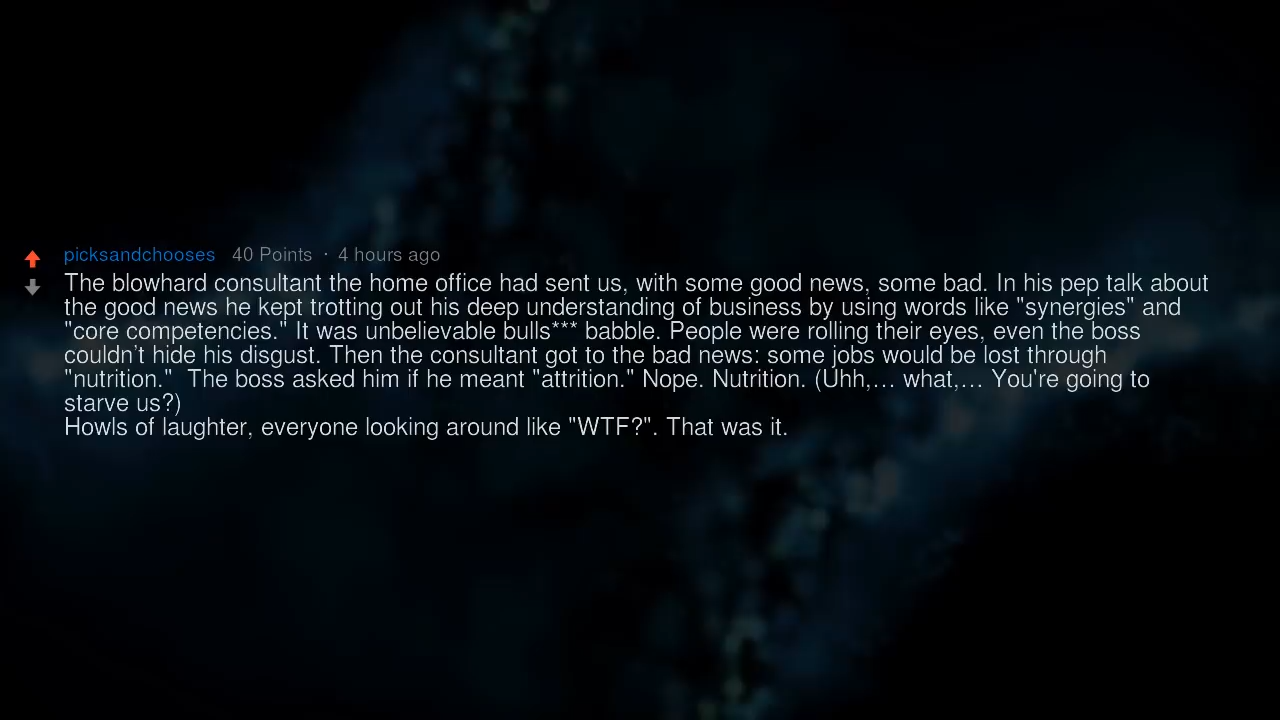 picksandchooses 40 Points · 4 hours ago
The blowhard consultant the home office had sent us, with some good news, some bad. In his pep talk about
the good news he kept trotting out his deep understanding of business by using words like "synergies" and
"core competencies." It was unbelievable bulls*** babble. People were rolling their eyes, even the boss
couldn't hide his disgust. Then the consultant got to the bad news: some jobs would be lost through
"nutrition."  The boss asked him if he meant "attrition." Nope. Nutrition. (Uhh,… what,… You're going to
starve us?)
Howls of laughter, everyone looking around like "WTF?". That was it.